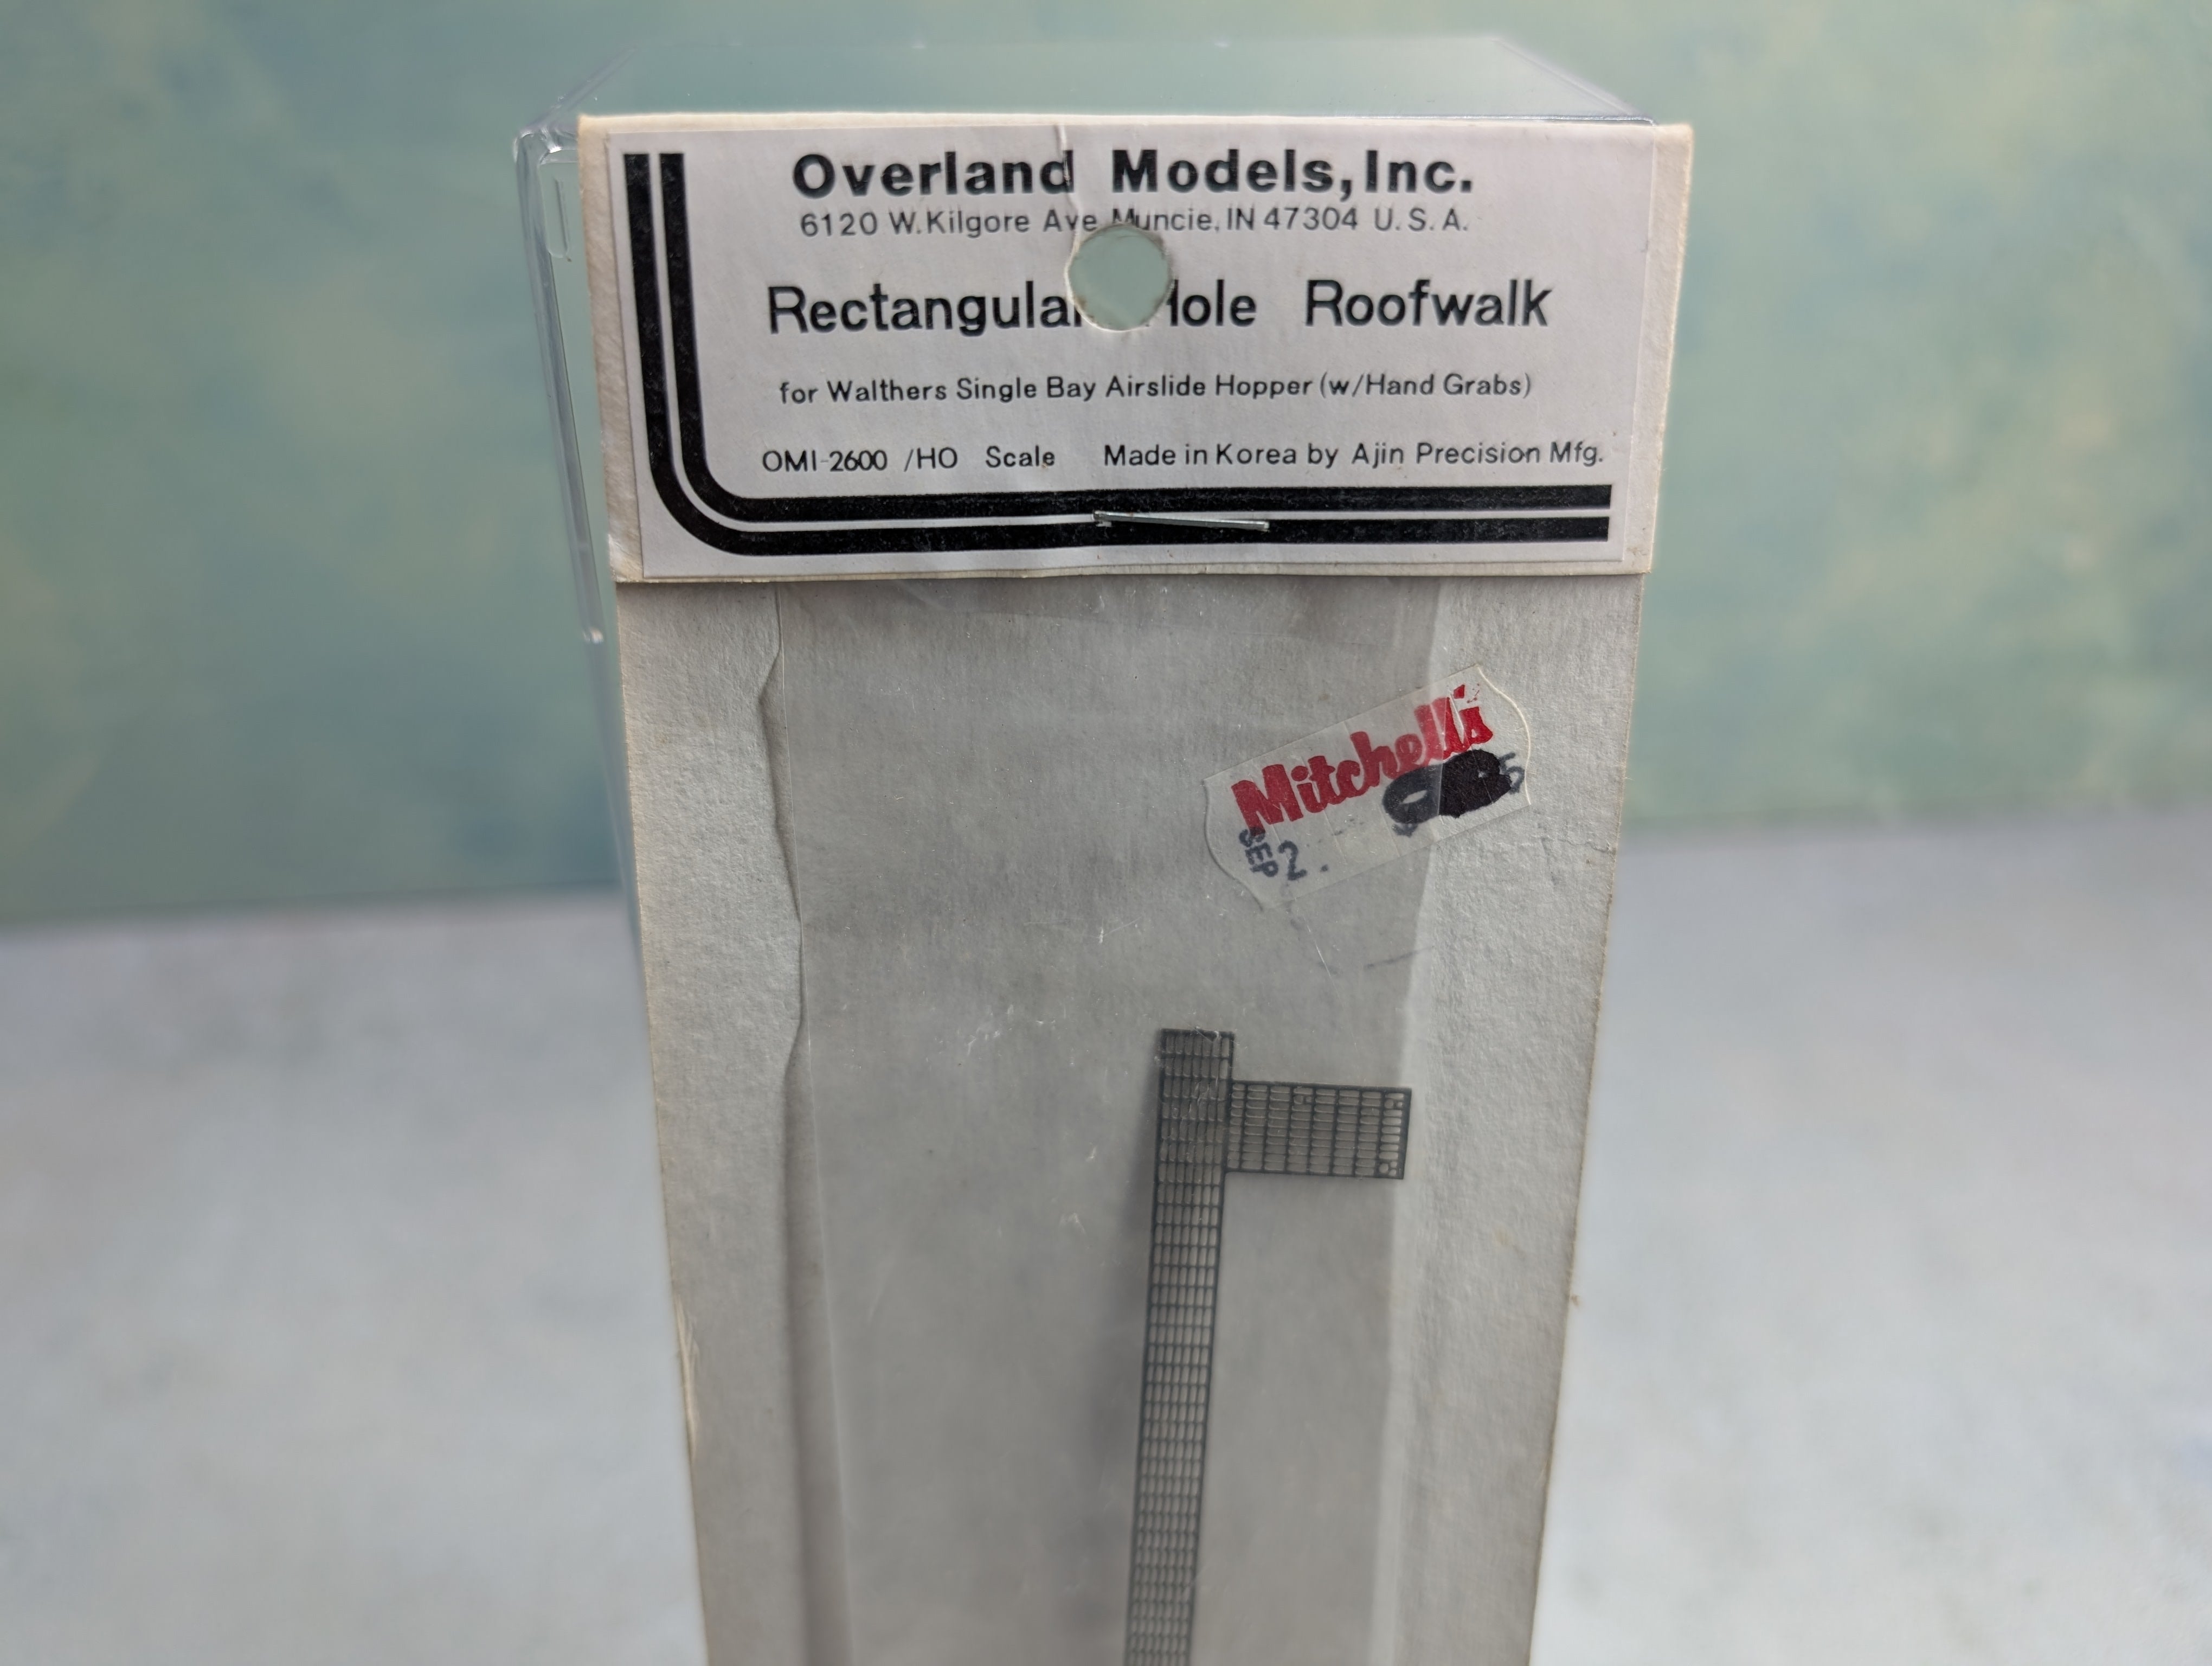 Overland Models, Inc.
6120 W. Kilgore Ave Muncie, IN 47304 U.S.A.
Rectangular Hole Roofwalk
for Walthers Single Bay Airslide Hopper (w/Hand Grabs)
OMI-2600 /HO Scale Made in Korea by Ajin Precision Mfg.
Mitchell's
SEP 2